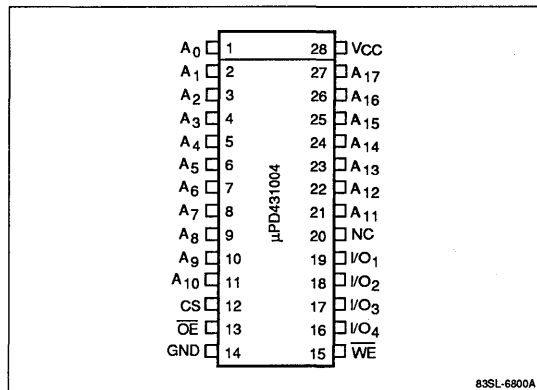 A0 1 28 VCC
A1 2 27 A17
A2 3 26 A16
A3 4 25 A15
A4 5 24 A14
A5 6 23 A13
A6 7 22 A12
A7 8 21 A11
A8 9 20 NC
A9 10 19 I/O1
A10 11 18 I/O2
CS 12 17 I/O3
O̅E̅ 13 16 I/O4
GND 14 15 W̅E̅
μPD431004
83SL-6800A